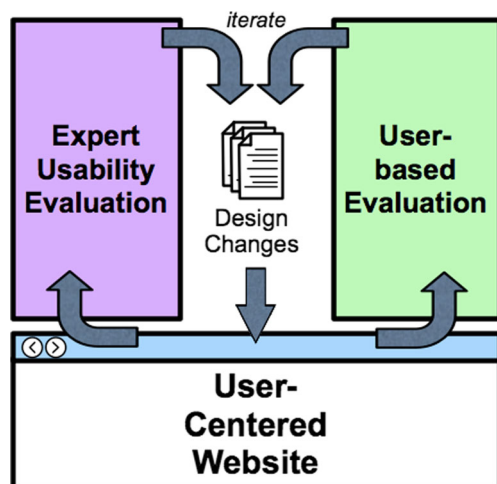 iterate
Expert
Usability
Evaluation
User-
based
Evaluation
Design
Changes
User-
Centered
Website